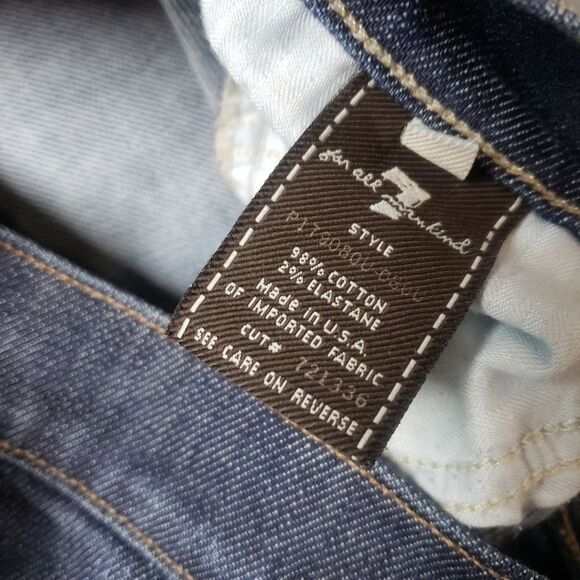 for all 7 mankind
STYLE
98% COTTON
2% ELASTANE
Made in U.S.A.
OF IMPORTED FABRIC
CUT# 721336
SEE CARE ON REVERSE